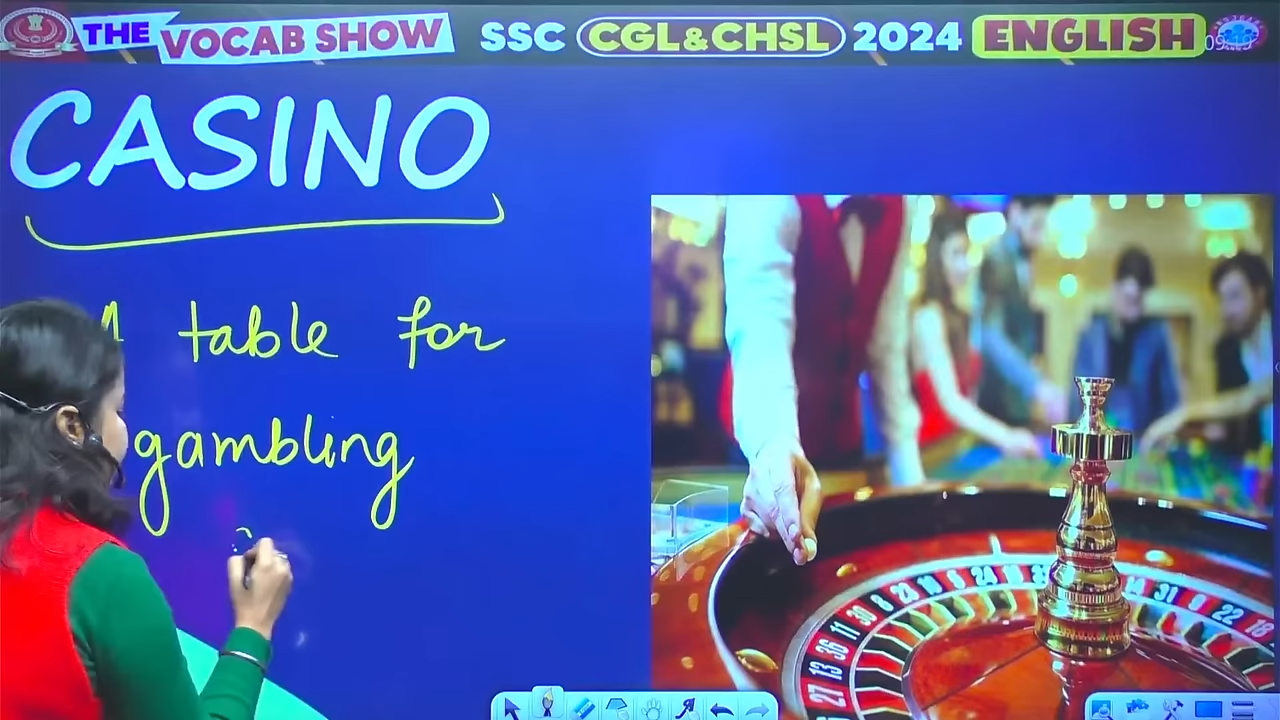 THE VOCAB SHOW SSC CGL&CHSL 2024 ENGLISH
CASINO
A table for
gambling